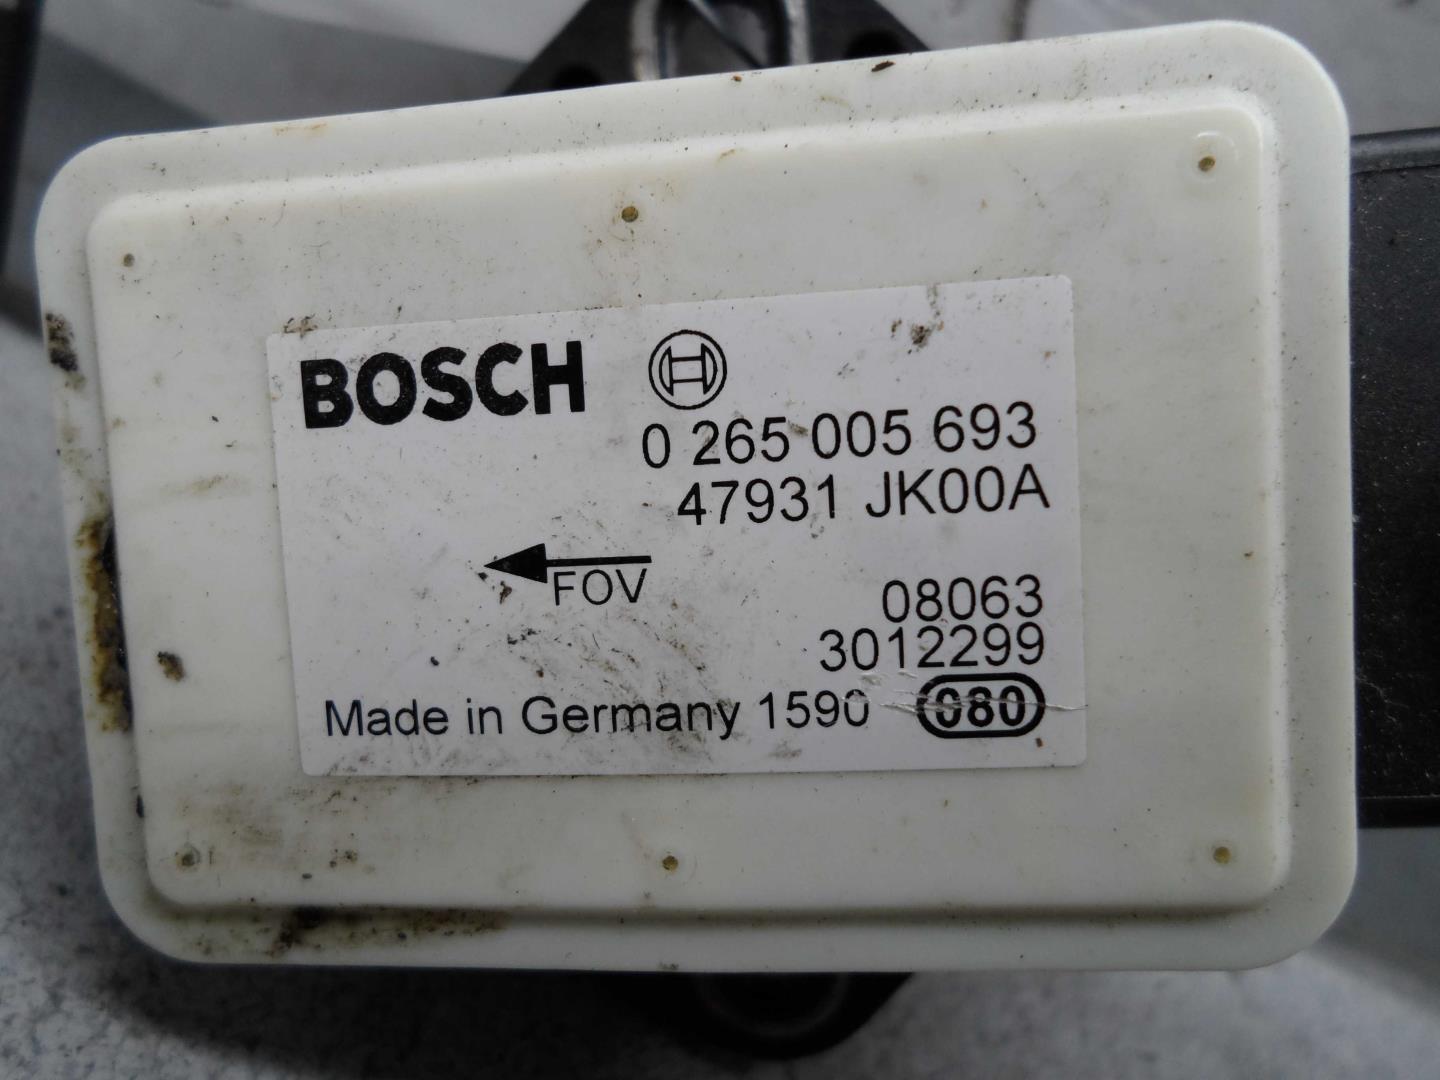 BOSCH
0 265 005 693
47931 JK00A
FOV
08063
3012299
Made in Germany 1590 080